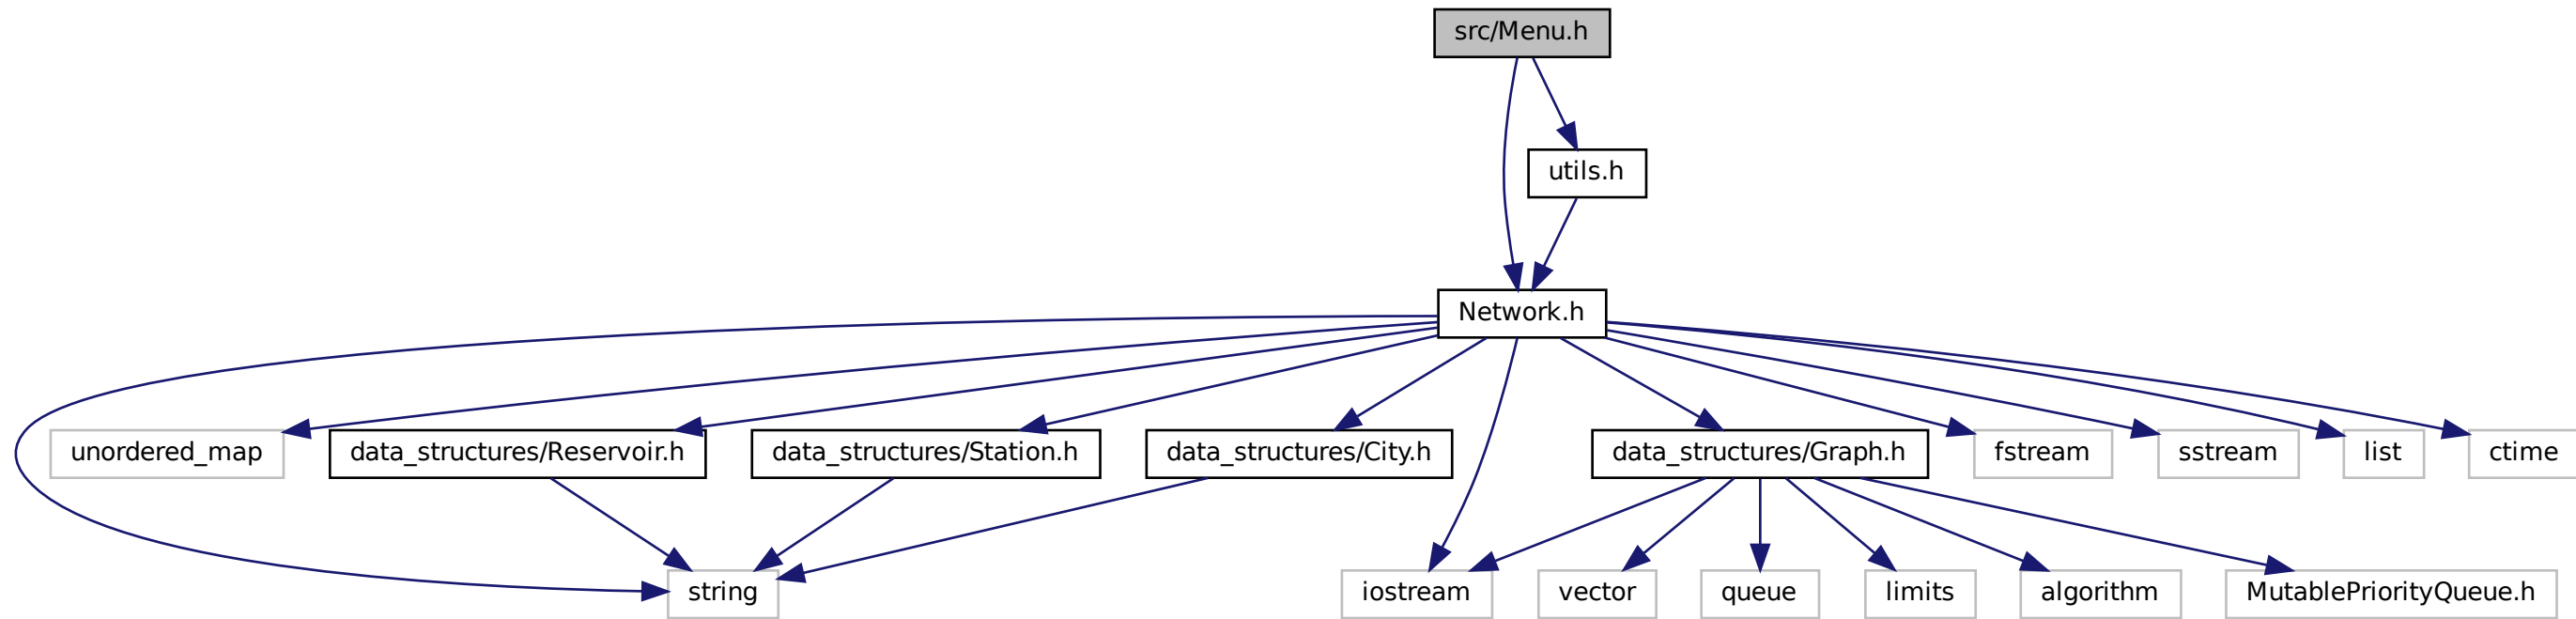 src/Menu.h
utils.h
Network.h
unordered_map
data_structures/Reservoir.h
data_structures/Station.h
data_structures/City.h
data_structures/Graph.h
fstream
sstream
list
ctime
string
iostream
vector
queue
limits
algorithm
MutablePriorityQueue.h